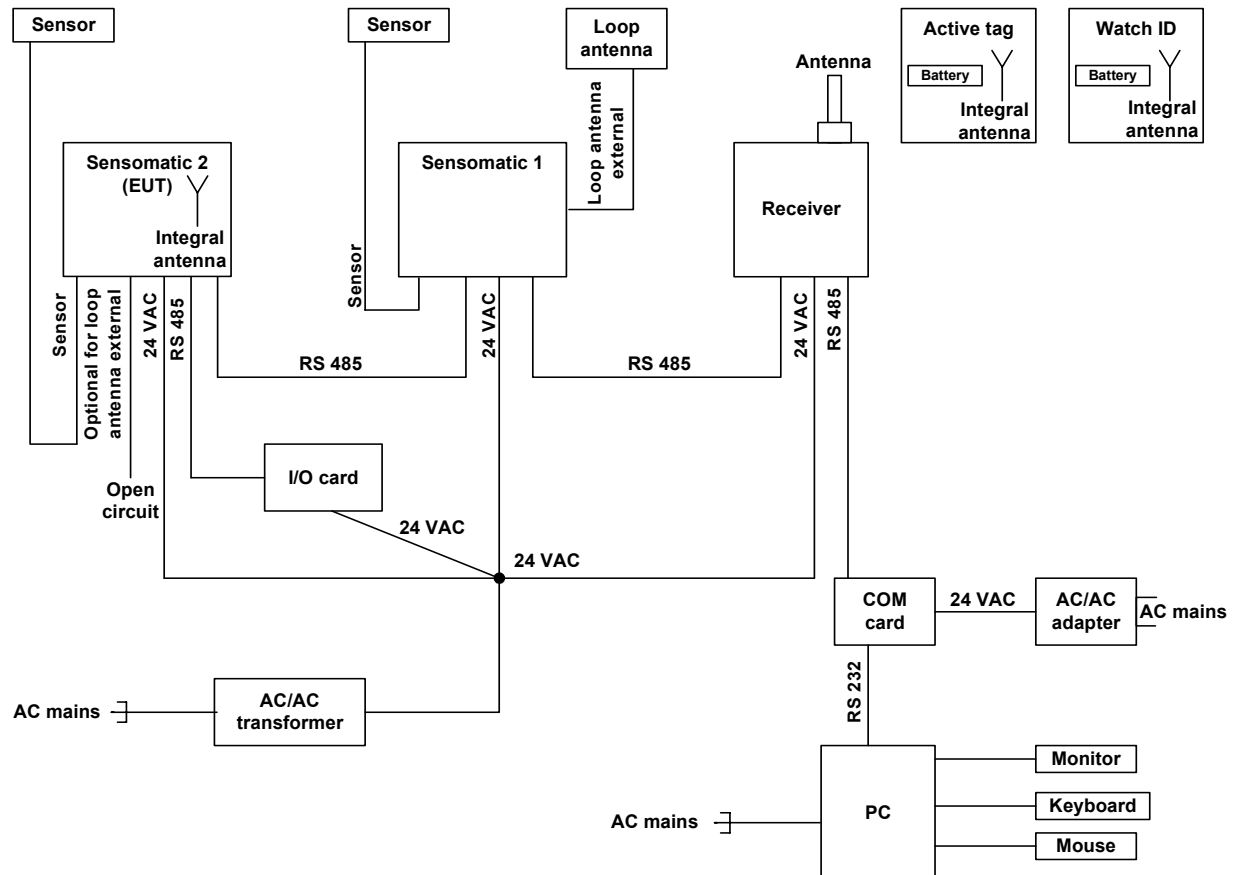 Sensor
Sensor
Loop
antenna
Antenna
Active tag
Battery
Integral
antenna
Watch ID
Battery
Integral
antenna
Loop antenna
external
Sensomatic 2
(EUT)
Integral
antenna
Sensomatic 1
Receiver
Sensor
Optional for loop
antenna external
24 VAC
RS 485
Sensor
24 VAC
24 VAC
RS 485
RS 485
RS 485
Open
circuit
I/O card
24 VAC
24 VAC
COM
card
24 VAC
AC/AC
adapter
AC mains
RS 232
AC mains
AC/AC
transformer
AC mains
PC
Monitor
Keyboard
Mouse